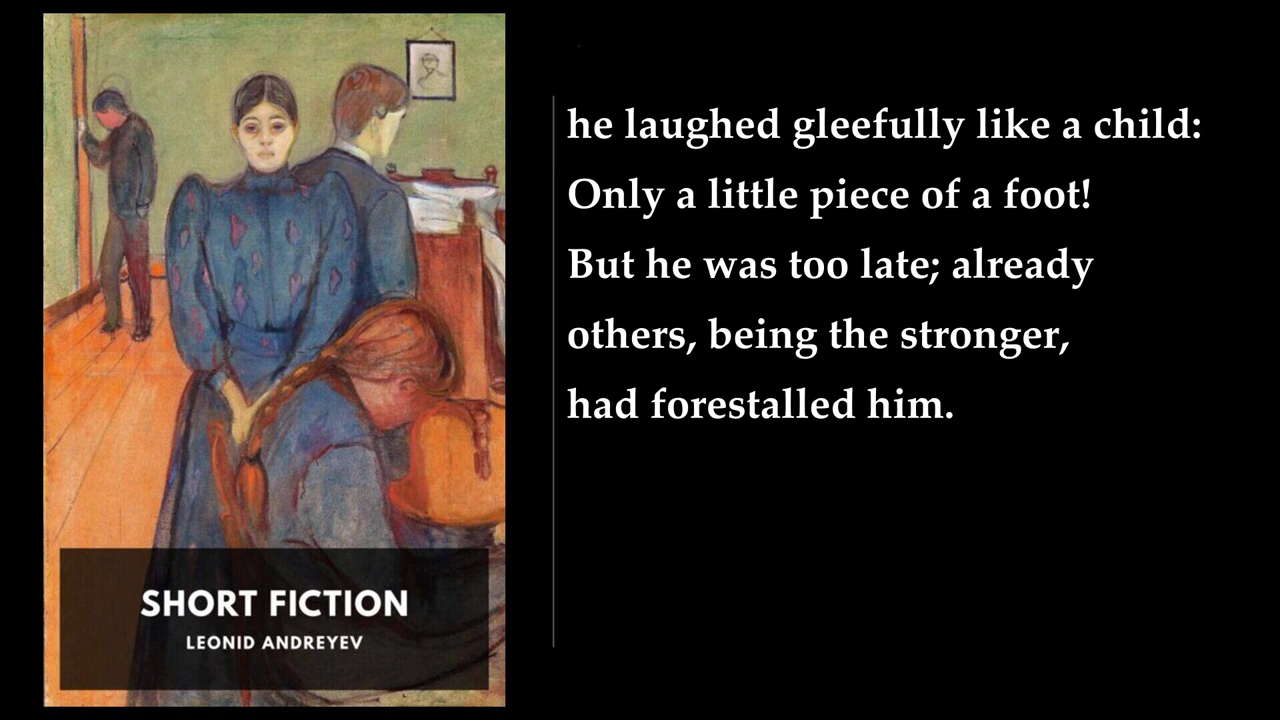 he laughed gleefully like a child:
Only a little piece of a foot!
But he was too late; already
others, being the stronger,
had forestalled him.
SHORT FICTION
LEONID ANDREYEV